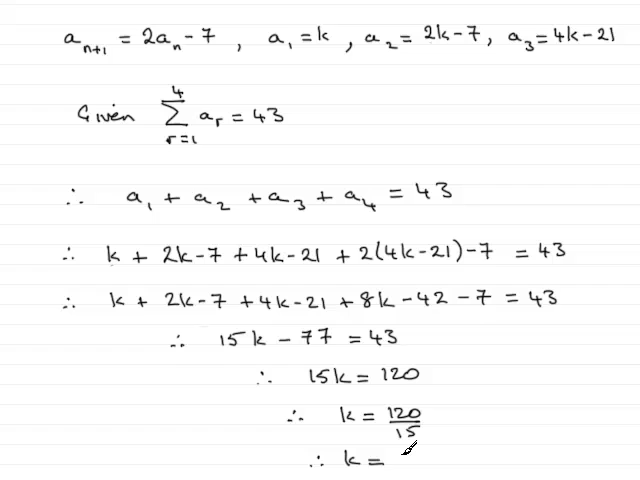 a_{n+1} = 2a_n - 7 , a_1 = k , a_2 = 2k - 7, a_3 = 4k - 21
Given \sum_{r=1}^{4} a_r = 43
∴ a_1 + a_2 + a_3 + a_4 = 43
∴ k + 2k - 7 + 4k - 21 + 2(4k - 21) - 7 = 43
∴ k + 2k - 7 + 4k - 21 + 8k - 42 - 7 = 43
∴ 15k - 77 = 43
∴ 15k = 120
∴ k = \frac{120}{15}
∴ k =